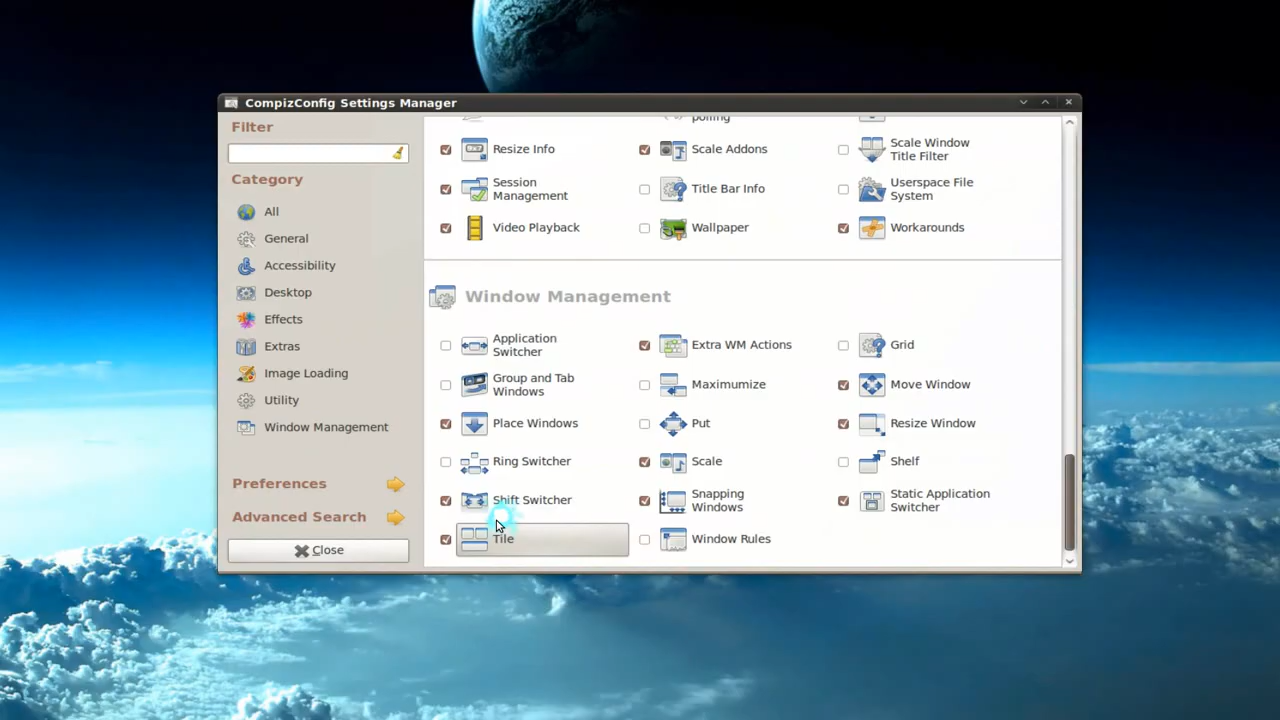 CompizConfig Settings Manager
Filter
Category
All
General
Accessibility
Desktop
Effects
Extras
Image Loading
Utility
Window Management
Preferences
Advanced Search
Close
polling
Resize Info
Scale Addons
Scale Window
Title Filter
Session
Management
Title Bar Info
Userspace File
System
Video Playback
Wallpaper
Workarounds
Window Management
Application
Switcher
Extra WM Actions
Grid
Group and Tab
Windows
Maximumize
Move Window
Place Windows
Put
Resize Window
Ring Switcher
Scale
Shelf
Shift Switcher
Snapping
Windows
Static Application
Switcher
Tile
Window Rules